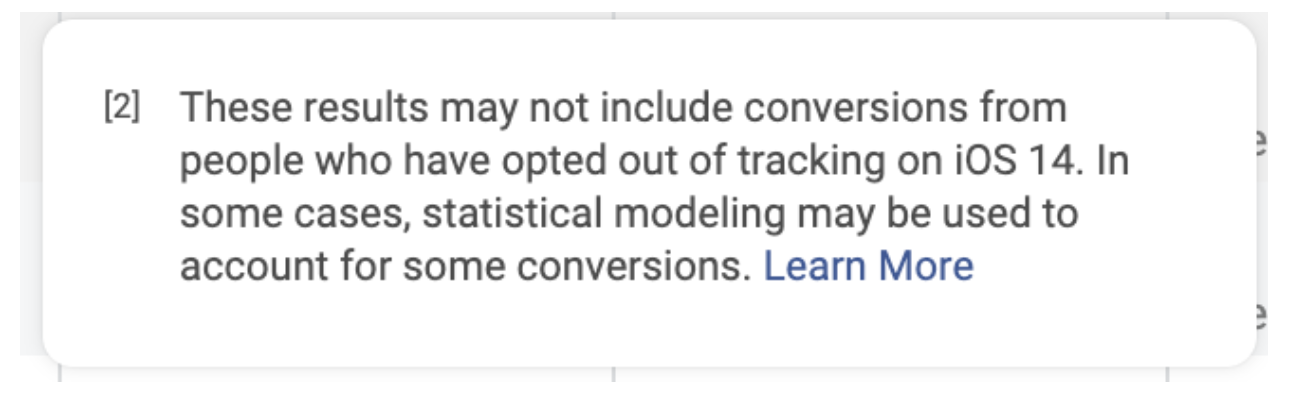 [2] These results may not include conversions from
people who have opted out of tracking on iOS 14. In
some cases, statistical modeling may be used to
account for some conversions. Learn More